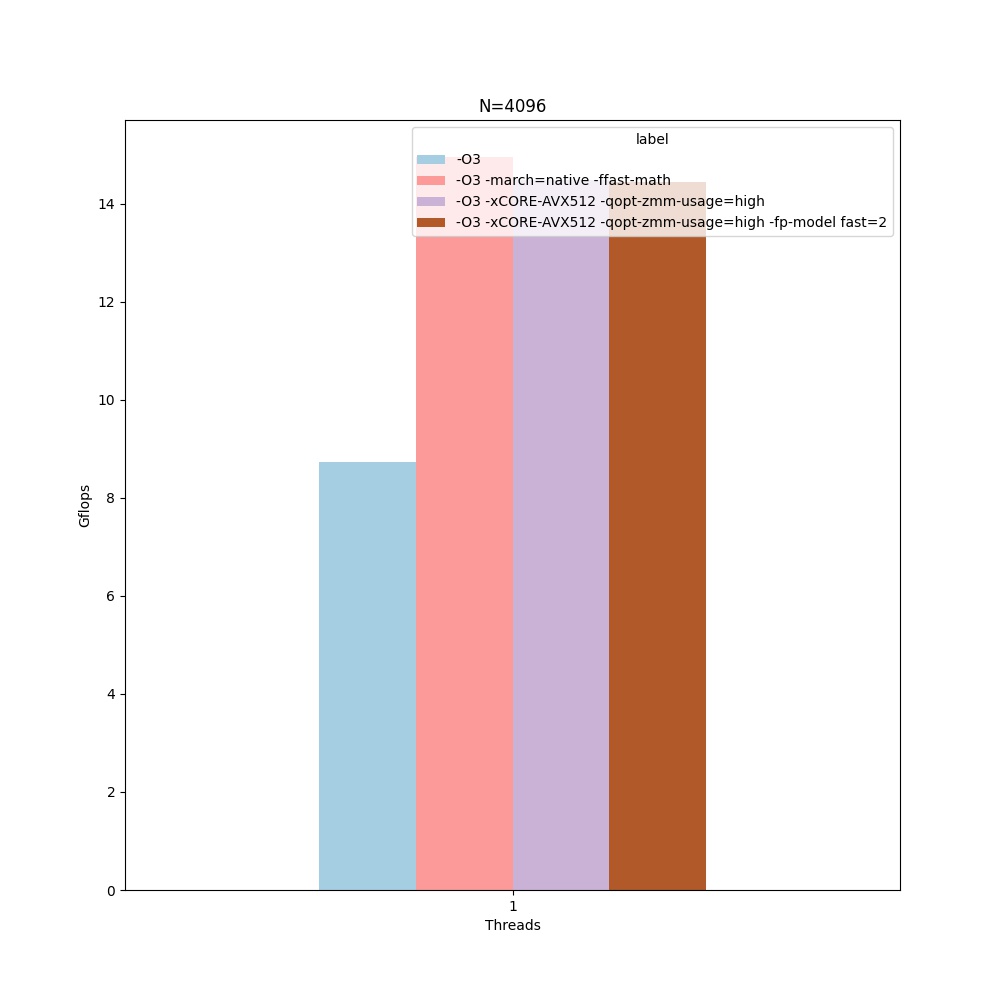 N=4096
label
-O3
-O3 -march=native -ffast-math
-O3 -xCORE-AVX512 -qopt-zmm-usage=high
-O3 -xCORE-AVX512 -qopt-zmm-usage=high -fp-model fast=2
14
12
10
8
6
4
2
0
Gflops
1
Threads